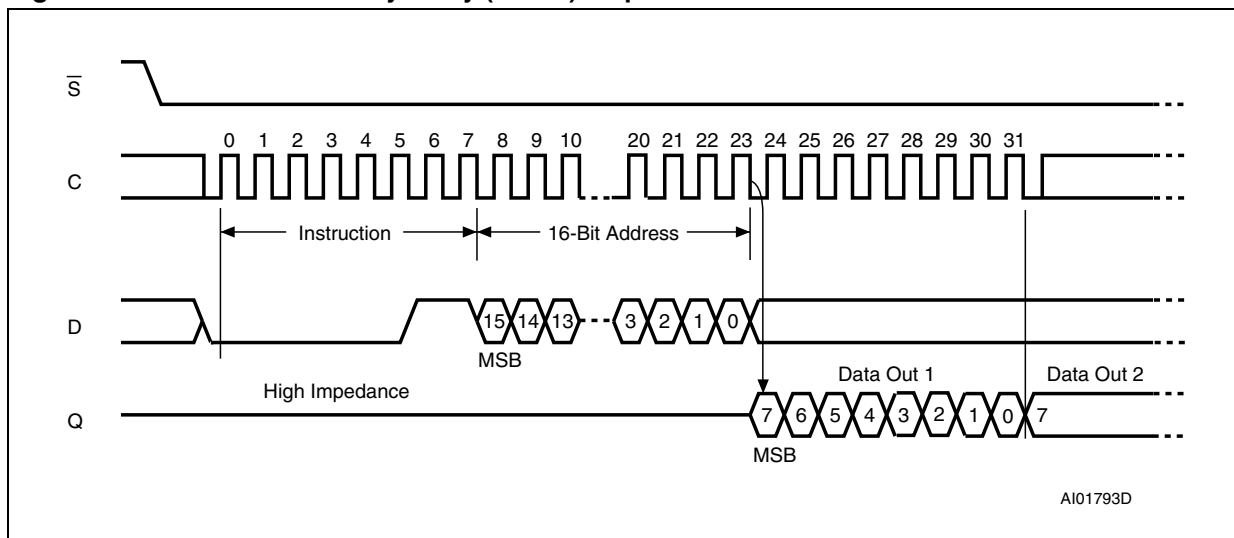 S
0 1 2 3 4 5 6 7 8 9 10 20 21 22 23 24 25 26 27 28 29 30 31
C
Instruction 16-Bit Address
D 15 14 13 3 2 1 0
MSB
High Impedance Data Out 1 Data Out 2
Q 7 6 5 4 3 2 1 0 7
MSB
AI01793D